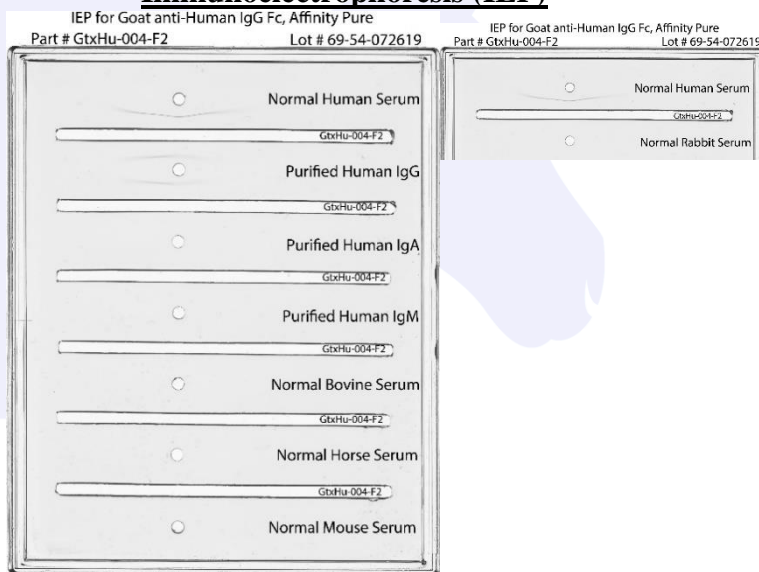 Immunoelectrophoresis (IEP)
IEP for Goat anti-Human IgG Fc, Affinity Pure
Part # GtxHu-004-F2 Lot # 69-54-072619
Normal Human Serum
GtxHu-004-F2
Purified Human IgG
GtxHu-004-F2
Purified Human IgA
GtxHu-004-F2
Purified Human IgM
GtxHu-004-F2
Normal Bovine Serum
GtxHu-004-F2
Normal Horse Serum
GtxHu-004-F2
Normal Mouse Serum
IEP for Goat anti-Human IgG Fc, Affinity Pure
Part # GtxHu-004-F2 Lot # 69-54-072619
Normal Human Serum
GtxHu-004-F2
Normal Rabbit Serum